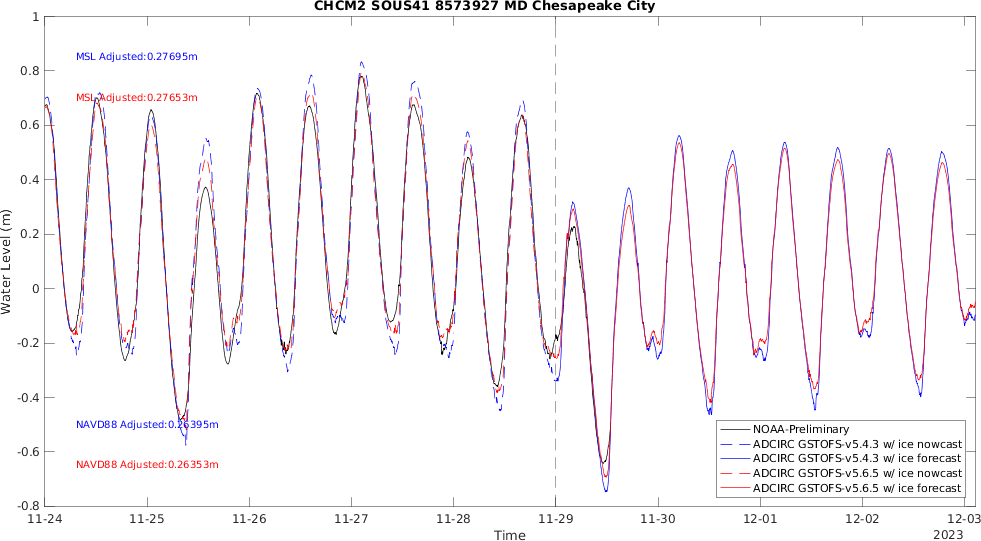 CHCM2 SOUS41 8573927 MD Chesapeake City
1
0.8
0.6
0.4
0.2
0
-0.2
-0.4
-0.6
-0.8
Water Level (m)
MSL Adjusted:0.27695m
MSL Adjusted:0.27653m
NAVD88 Adjusted:0.26395m
NAVD88 Adjusted:0.26353m
NOAA-Preliminary
ADCIRC GSTOFS-v5.4.3 w/ ice nowcast
ADCIRC GSTOFS-v5.4.3 w/ ice forecast
ADCIRC GSTOFS-v5.6.5 w/ ice nowcast
ADCIRC GSTOFS-v5.6.5 w/ ice forecast
11-24 11-25 11-26 11-27 11-28 11-29 11-30 12-01 12-02 12-03
Time
2023